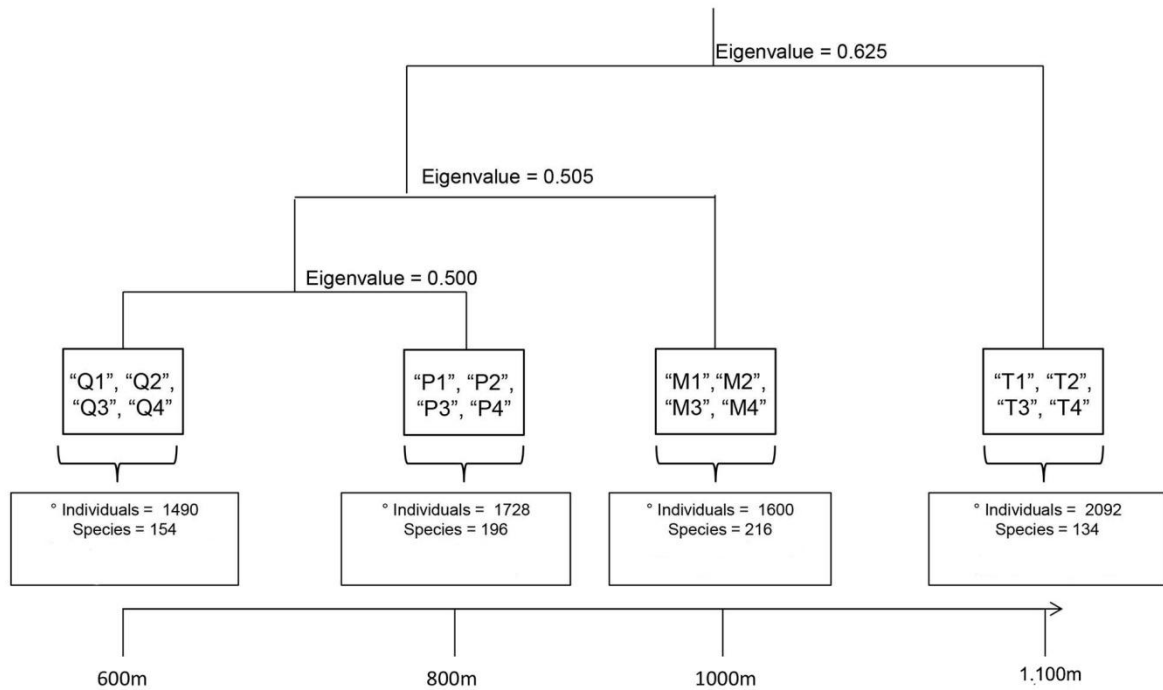 Eigenvalue = 0.625
Eigenvalue = 0.505
Eigenvalue = 0.500
“Q1”, “Q2”,
“Q3”, “Q4”
“P1”, “P2”,
“P3”, “P4”
“M1”,“M2”,
“M3”, “M4”
“T1”, “T2”,
“T3”, “T4”
° Individuals = 1490
Species = 154
° Individuals = 1728
Species = 196
° Individuals = 1600
Species = 216
° Individuals = 2092
Species = 134
600m
800m
1000m
1.100m